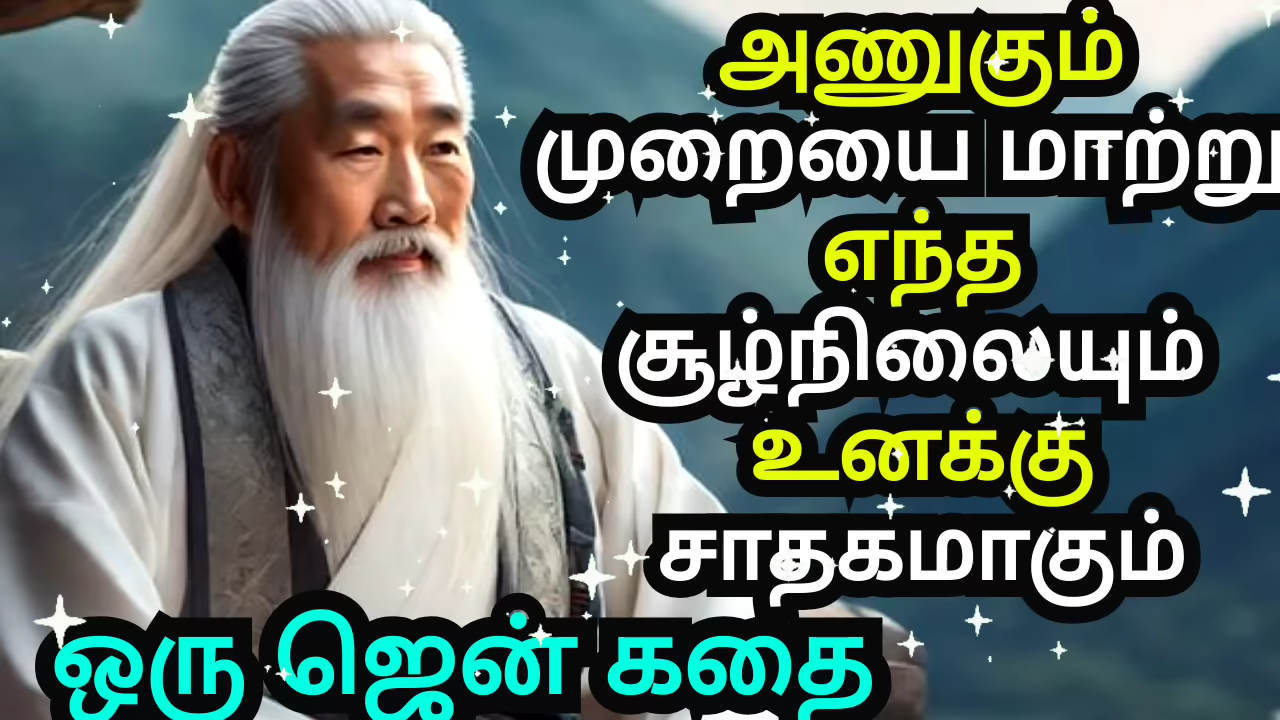 அணுகும்
முறையை மாற்று
எந்த
சூழ்நிலையும்
உனக்கு
சாதகமாகும்
ஒரு ஜென் கதை